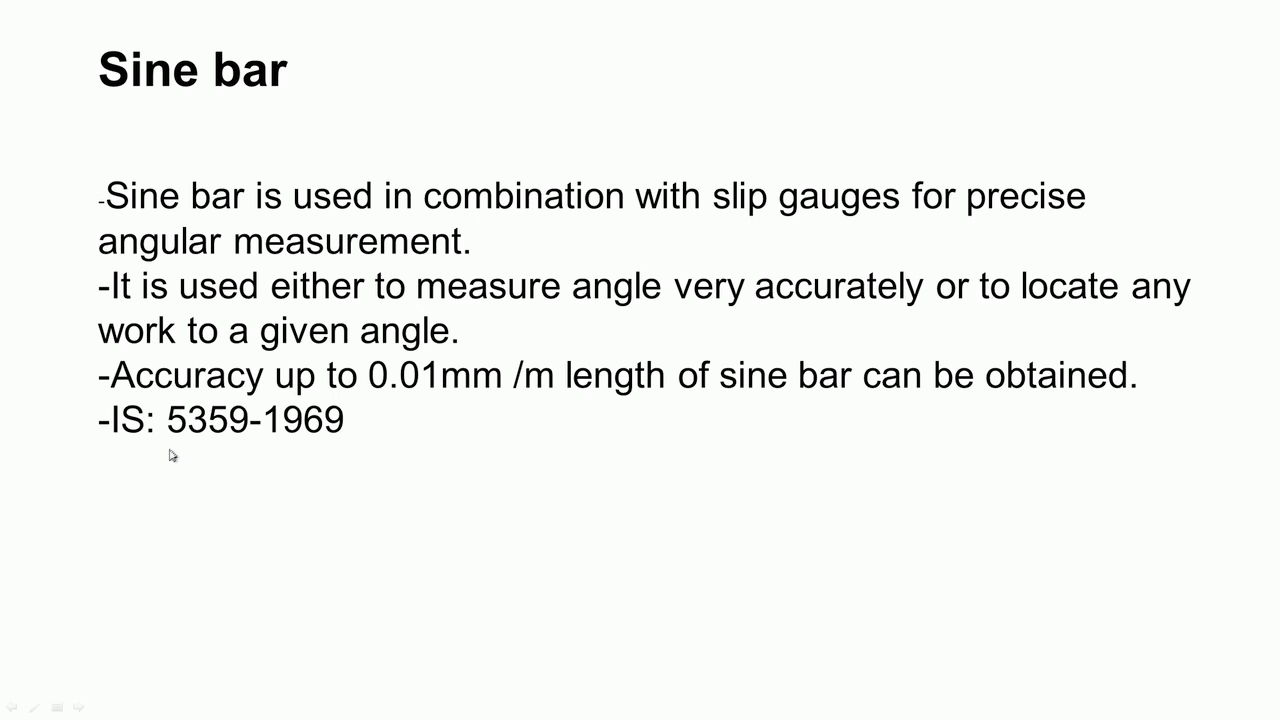 Sine bar
-Sine bar is used in combination with slip gauges for precise
angular measurement.
-It is used either to measure angle very accurately or to locate any
work to a given angle.
-Accuracy up to 0.01mm /m length of sine bar can be obtained.
-IS: 5359-1969